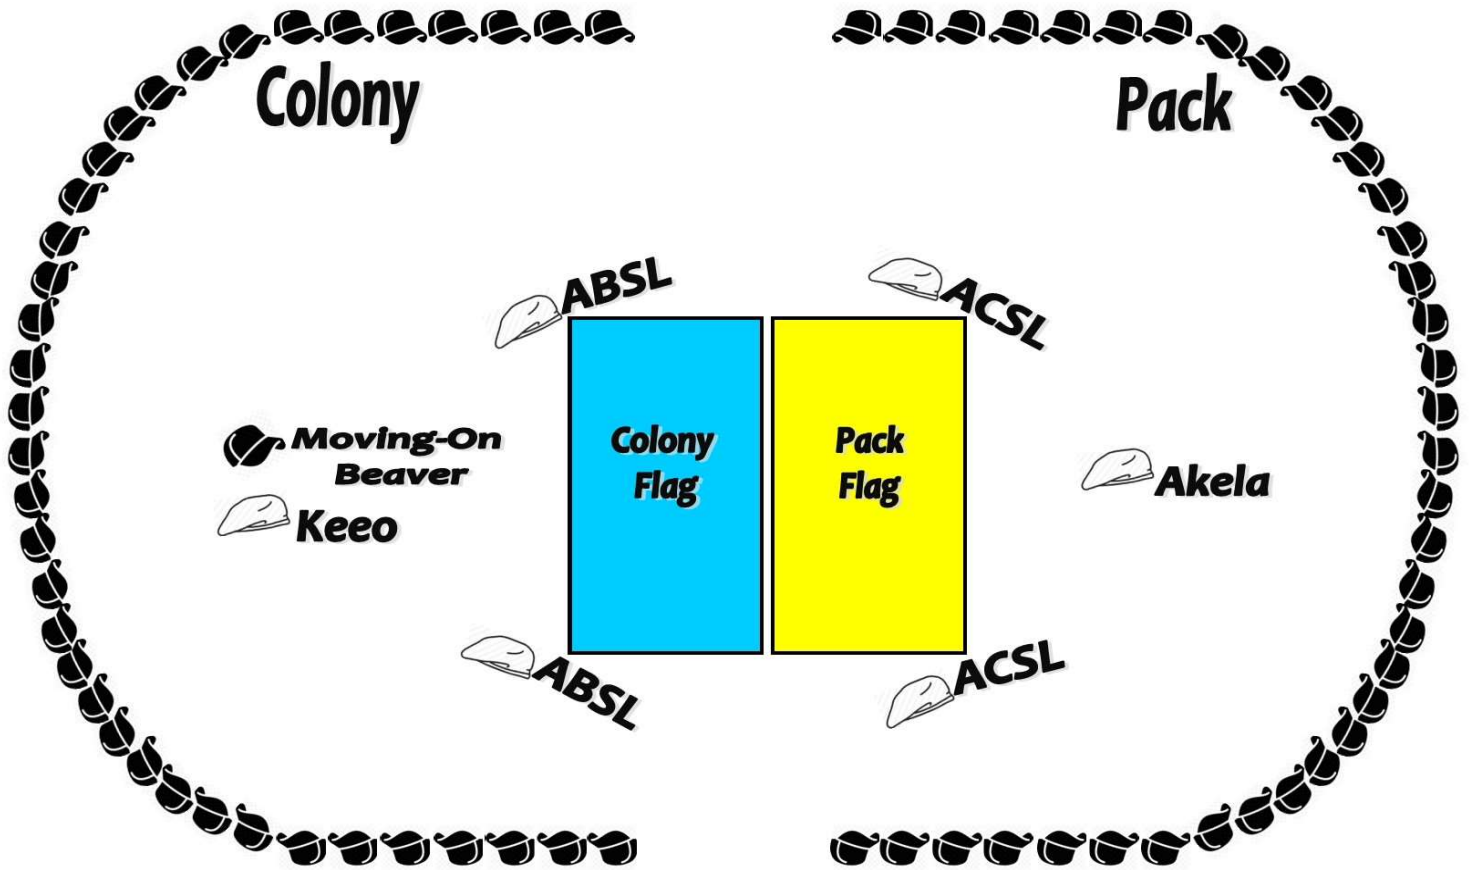 Colony
Pack
ABSL
ACSL
Moving-On
Beaver
Keeo
Colony
Flag
Pack
Flag
Akela
ABSL
ACSL